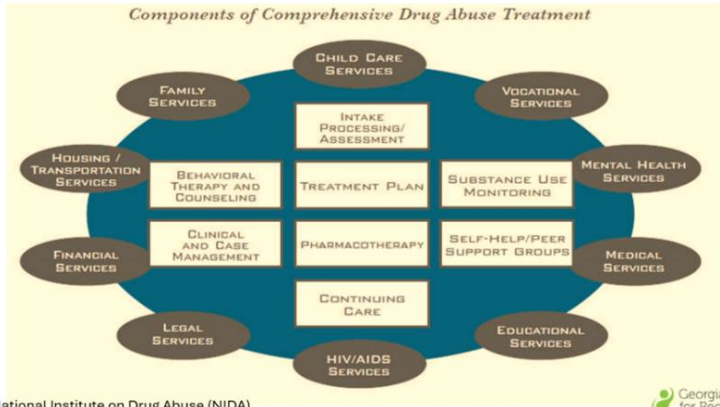 Components of Comprehensive Drug Abuse Treatment
CHILD CARE
SERVICES
FAMILY
SERVICES
VOCATIONAL
SERVICES
INTAKE
PROCESSING/
ASSESSMENT
HOUSING /
TRANSPORTATION
SERVICES
BEHAVIORAL
THERAPY AND
COUNSELING
TREATMENT PLAN
SUBSTANCE USE
MONITORING
MENTAL HEALTH
SERVICES
CLINICAL
AND CASE
MANAGEMENT
PHARMACOTHERAPY
SELF-HELP/PEER
SUPPORT GROUPS
FINANCIAL
SERVICES
MEDICAL
SERVICES
CONTINUING
CARE
LEGAL
SERVICES
EDUCATIONAL
SERVICES
HIV/AIDS
SERVICES
ational Institute on Drug Abuse (NIDA)
Georgia
for